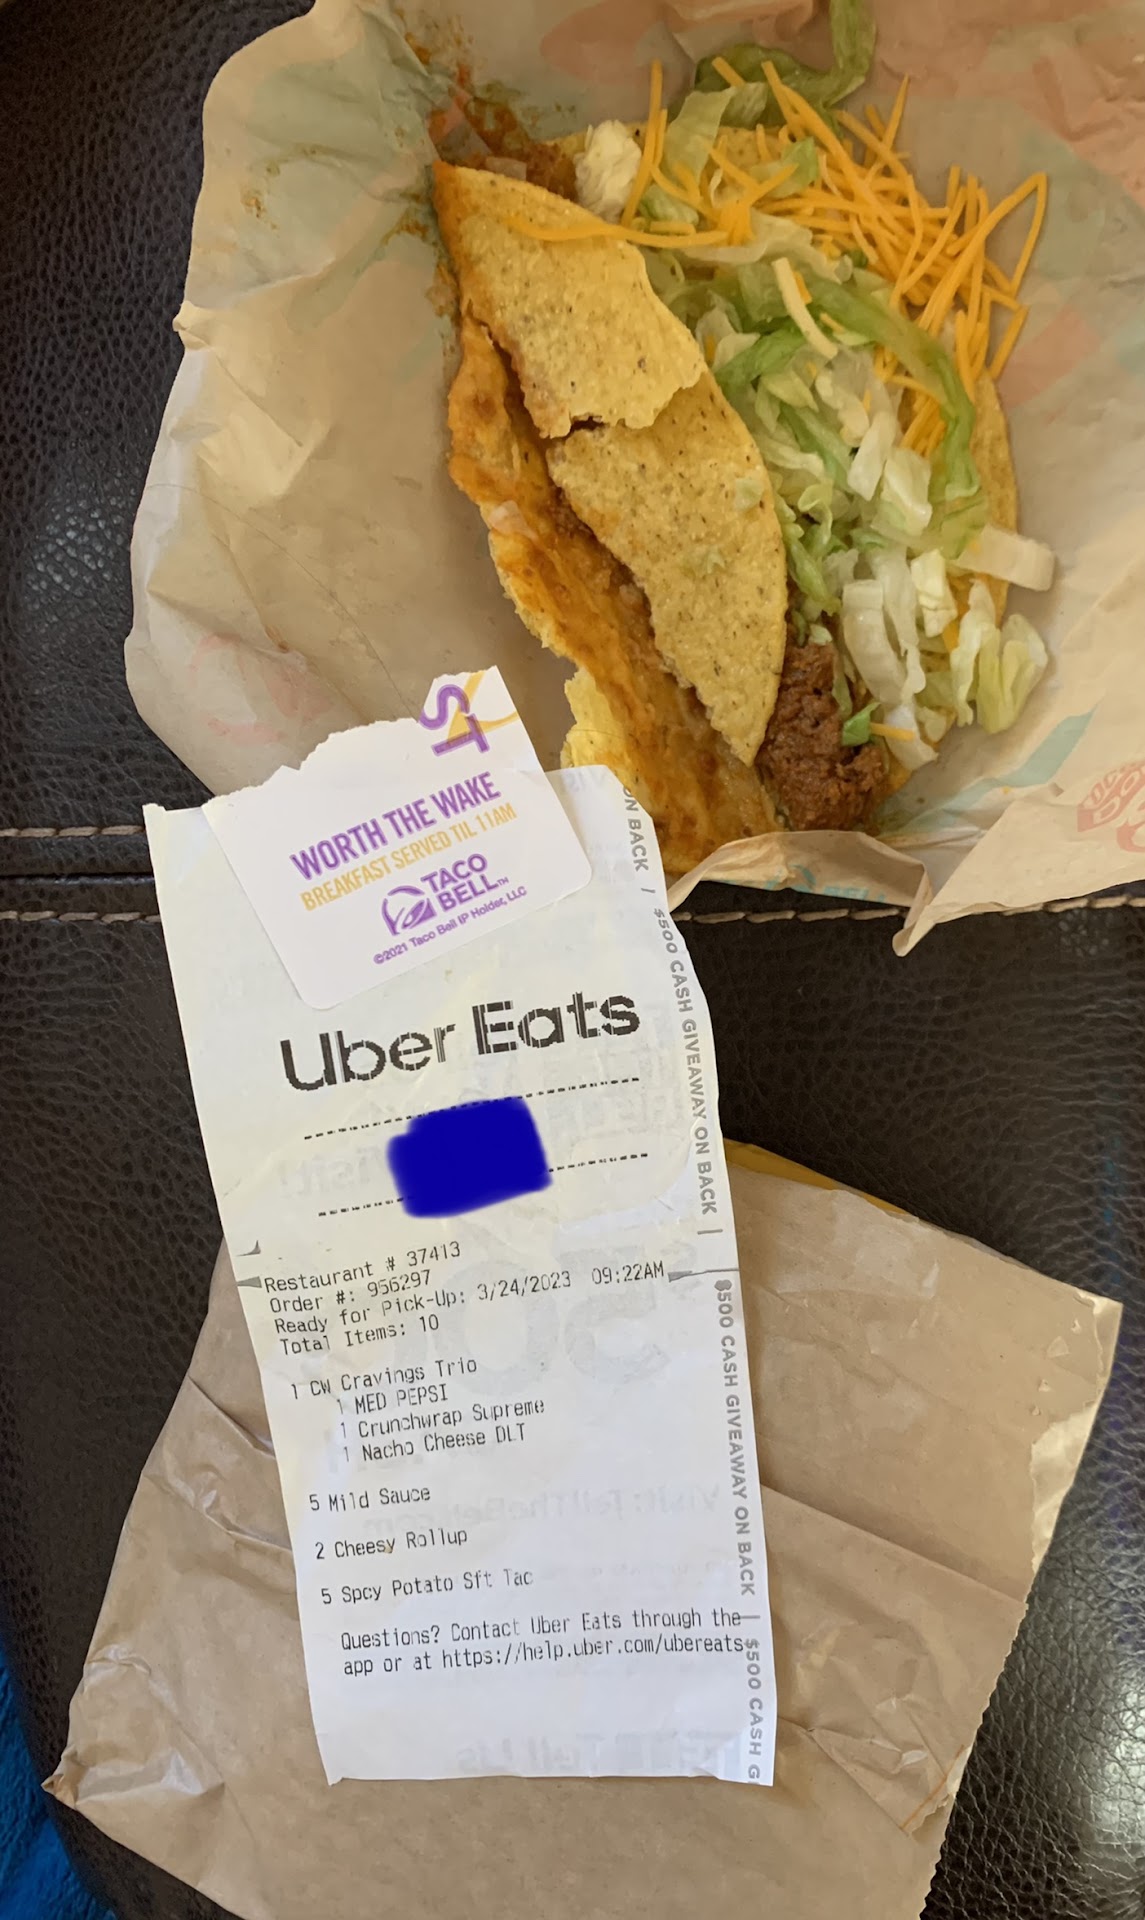 ST
WORTH THE WAKE
BREAKFAST SERVED TIL 11AM
TACO
BELL™
©2021 Taco Bell IP Holder, LLC
Uber Eats
Restaurant # 37413
Order #: 956297
Ready for Pick-Up: 3/24/2023 09:22AM
Total Items: 10
1 CW Cravings Trio
1 MED PEPSI
1 Crunchwrap Supreme
1 Nacho Cheese DLT
5 Mild Sauce
2 Cheesy Rollup
5 Spcy Potato Sft Tac
Questions? Contact Uber Eats through the
app or at https://help.uber.com/ubereats
ON BACK | $500 CASH GIVEAWAY ON BACK | $500 CASH GIVEAWAY ON BACK | $500 CASH G